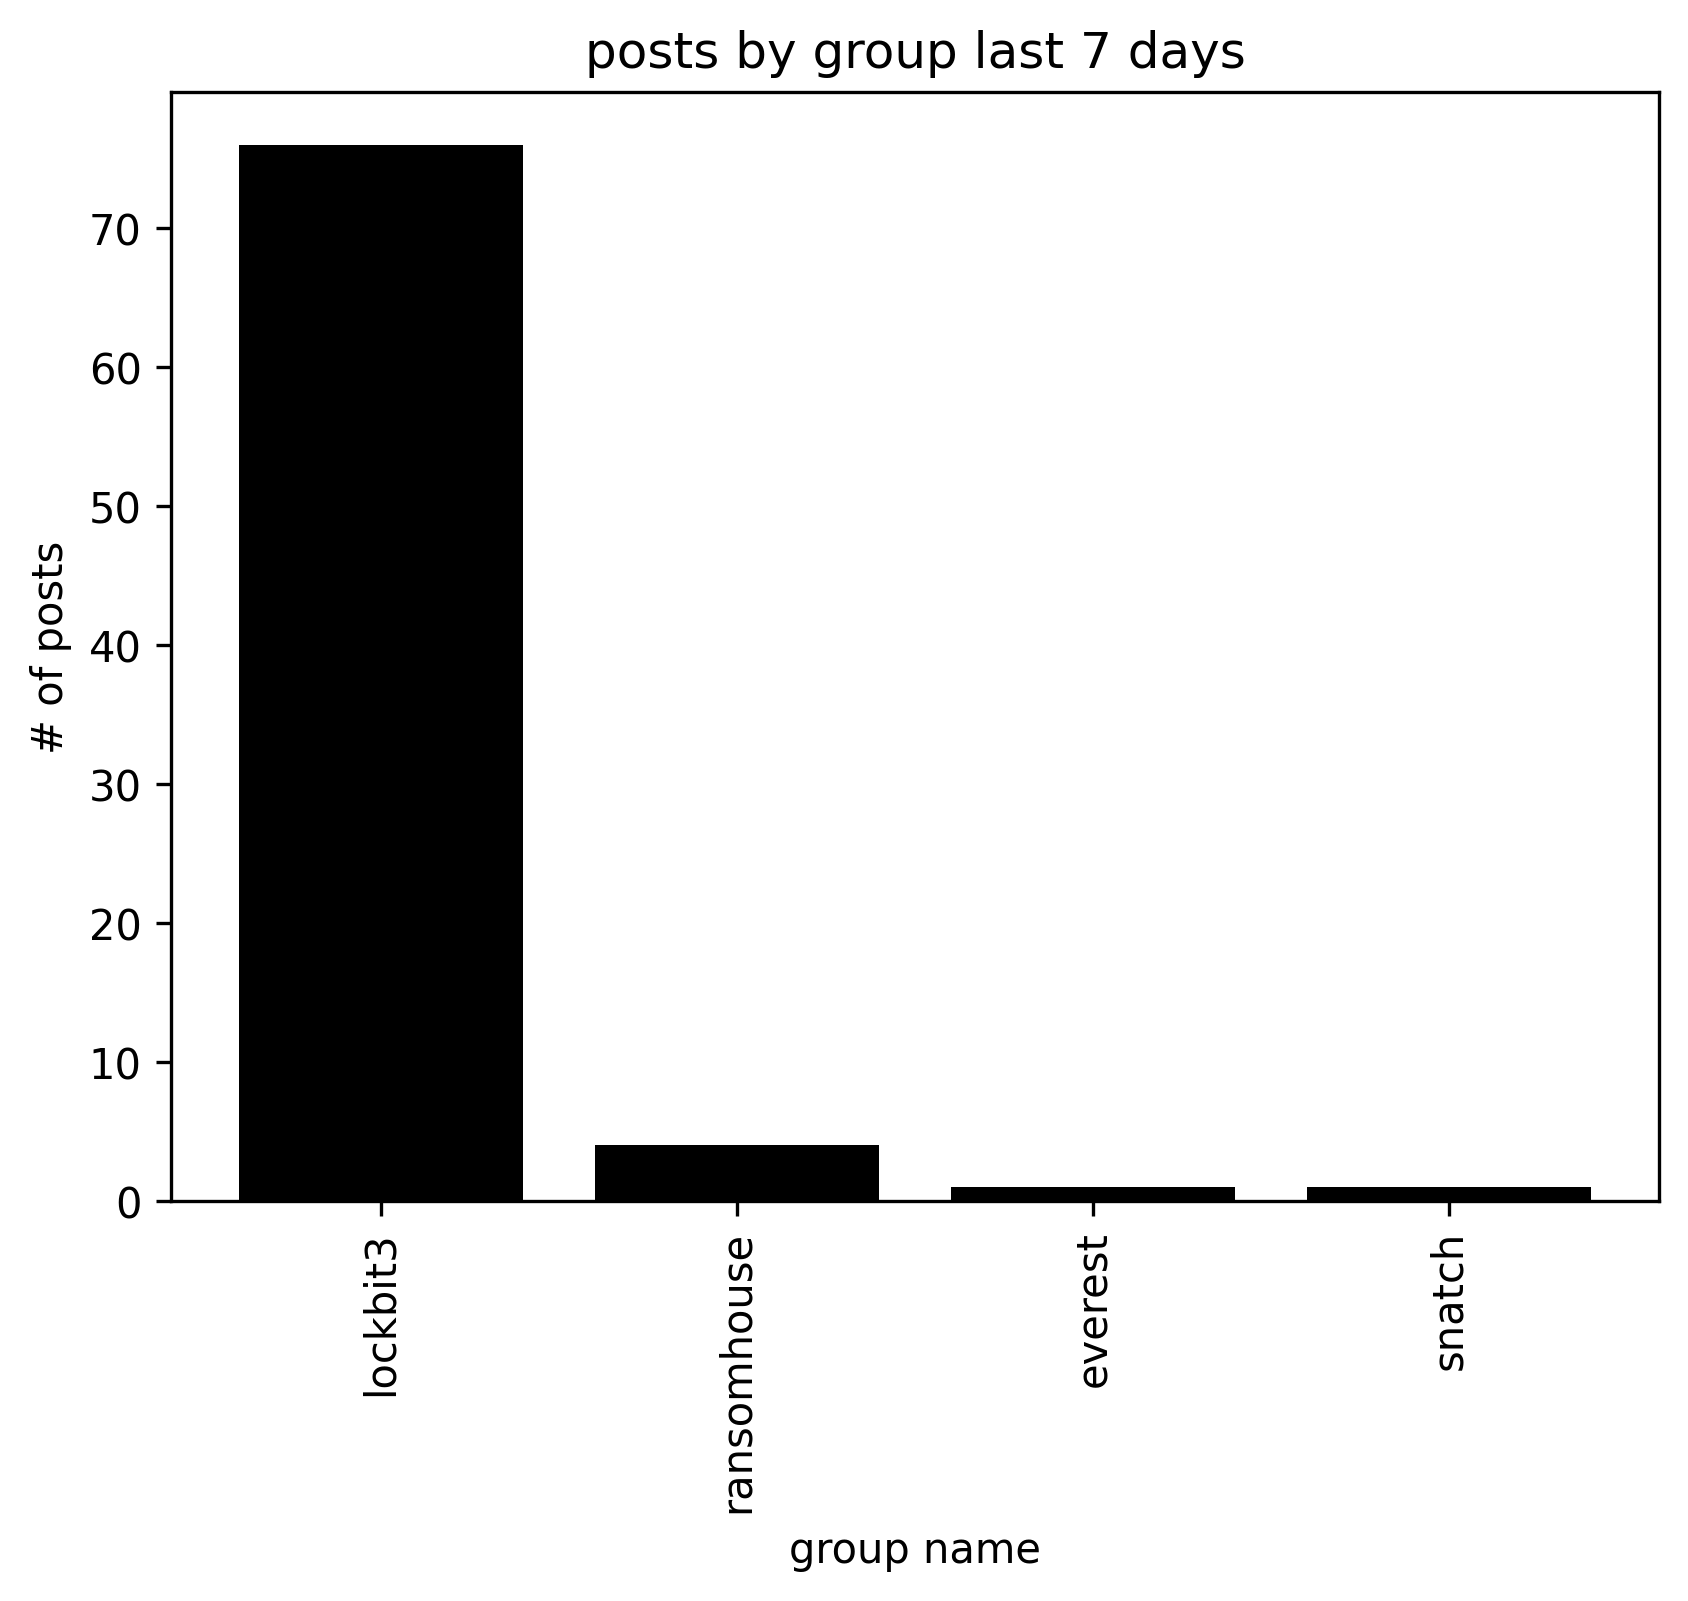 posts by group last 7 days
# of posts
70
60
50
40
30
20
10
0
lockbit3
ransomhouse
everest
snatch
group name